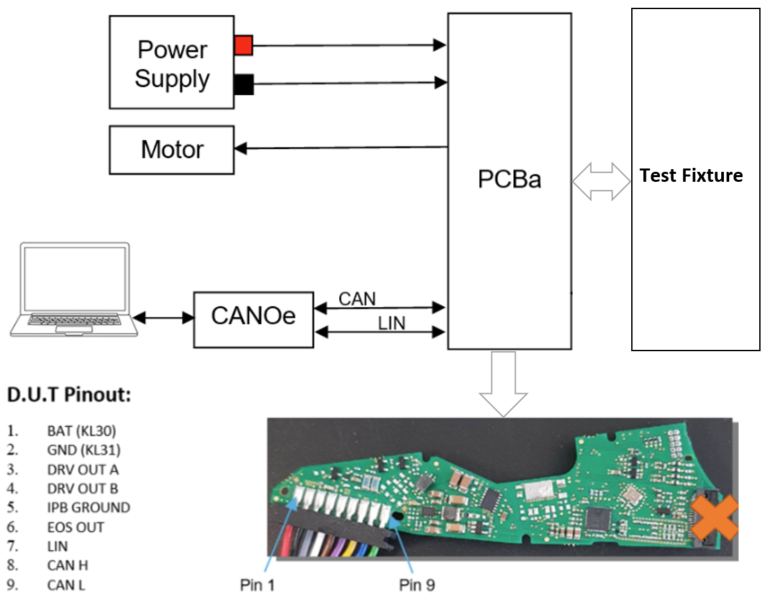 Power
Supply
Motor
PCBa
Test Fixture
CANOe
CAN
LIN
D.U.T Pinout:
1. BAT (KL30)
2. GND (KL31)
3. DRV OUT A
4. DRV OUT B
5. IPB GROUND
6. EOS OUT
7. LIN
8. CAN H
9. CAN L
Pin 1
Pin 9